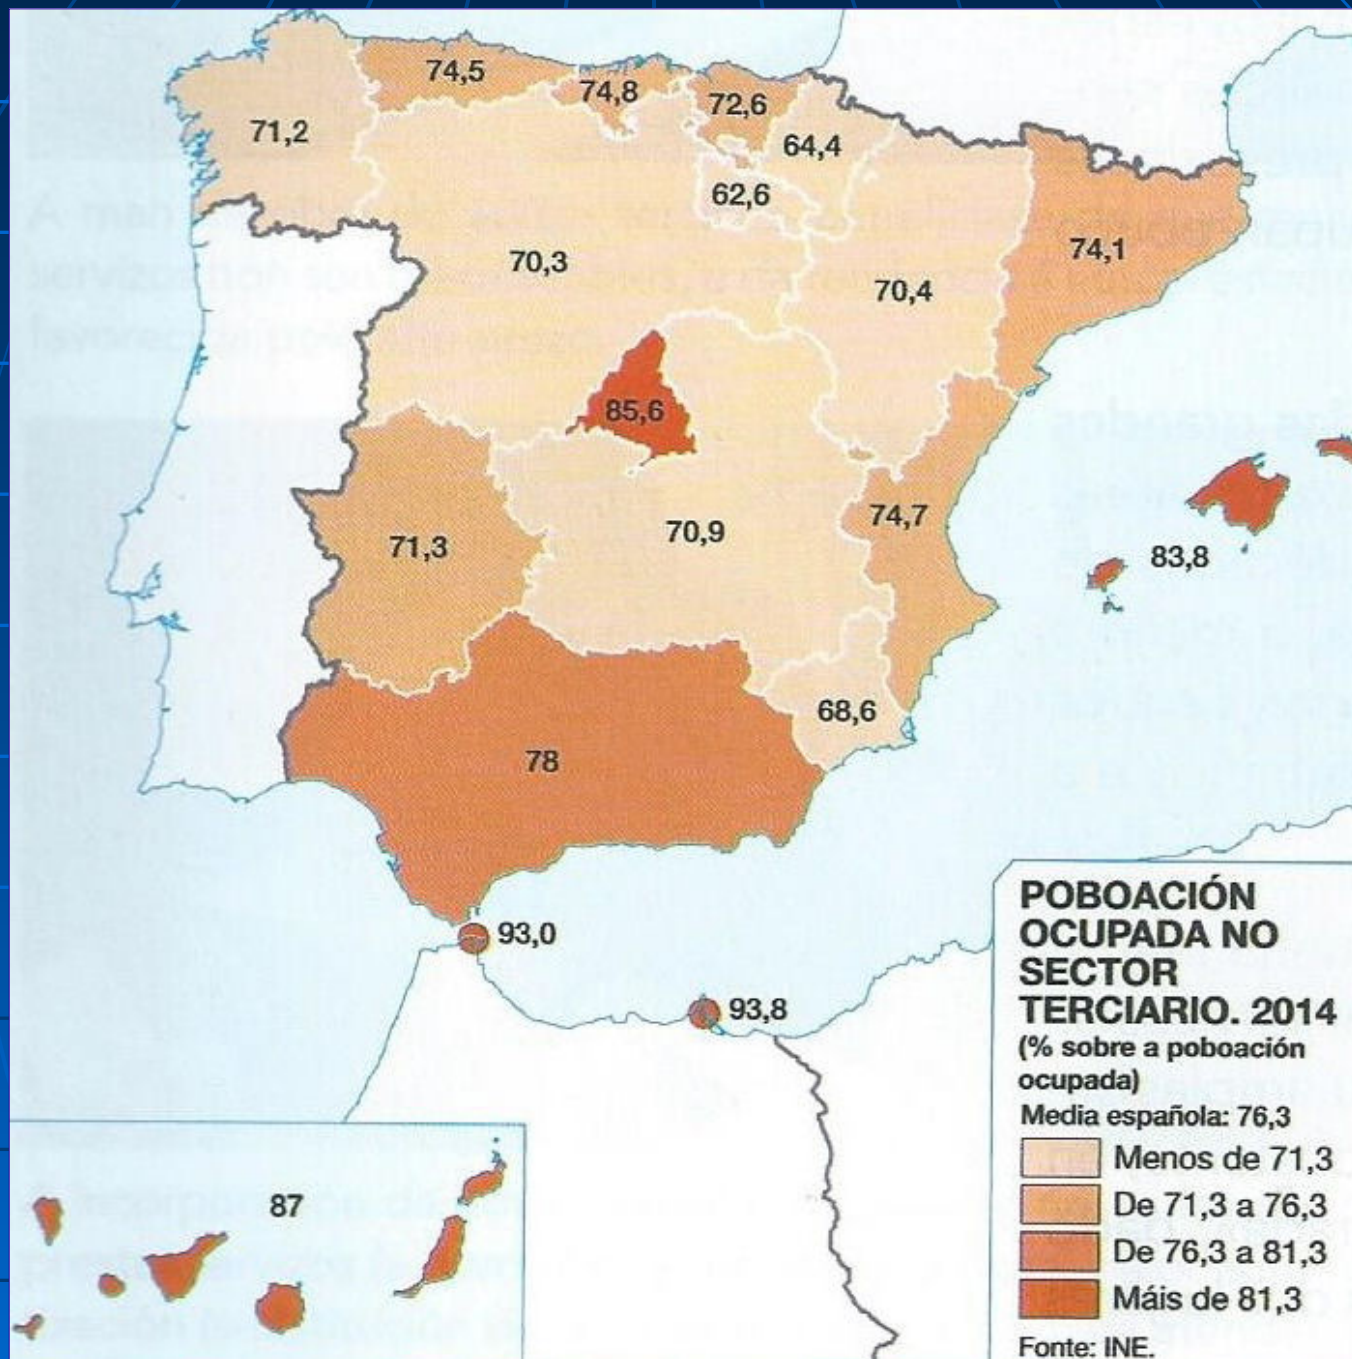 74,5
74,8
72,6
71,2
64,4
62,6
70,3
74,1
70,4
85,6
74,7
70,9
71,3
83,8
68,6
78
93,0
93,8
87
POBOACIÓN
OCUPADA NO
SECTOR
TERCIARIO. 2014
(% sobre a poboación
ocupada)
Media española: 76,3
Menos de 71,3
De 71,3 a 76,3
De 76,3 a 81,3
Máis de 81,3
Fonte: INE.